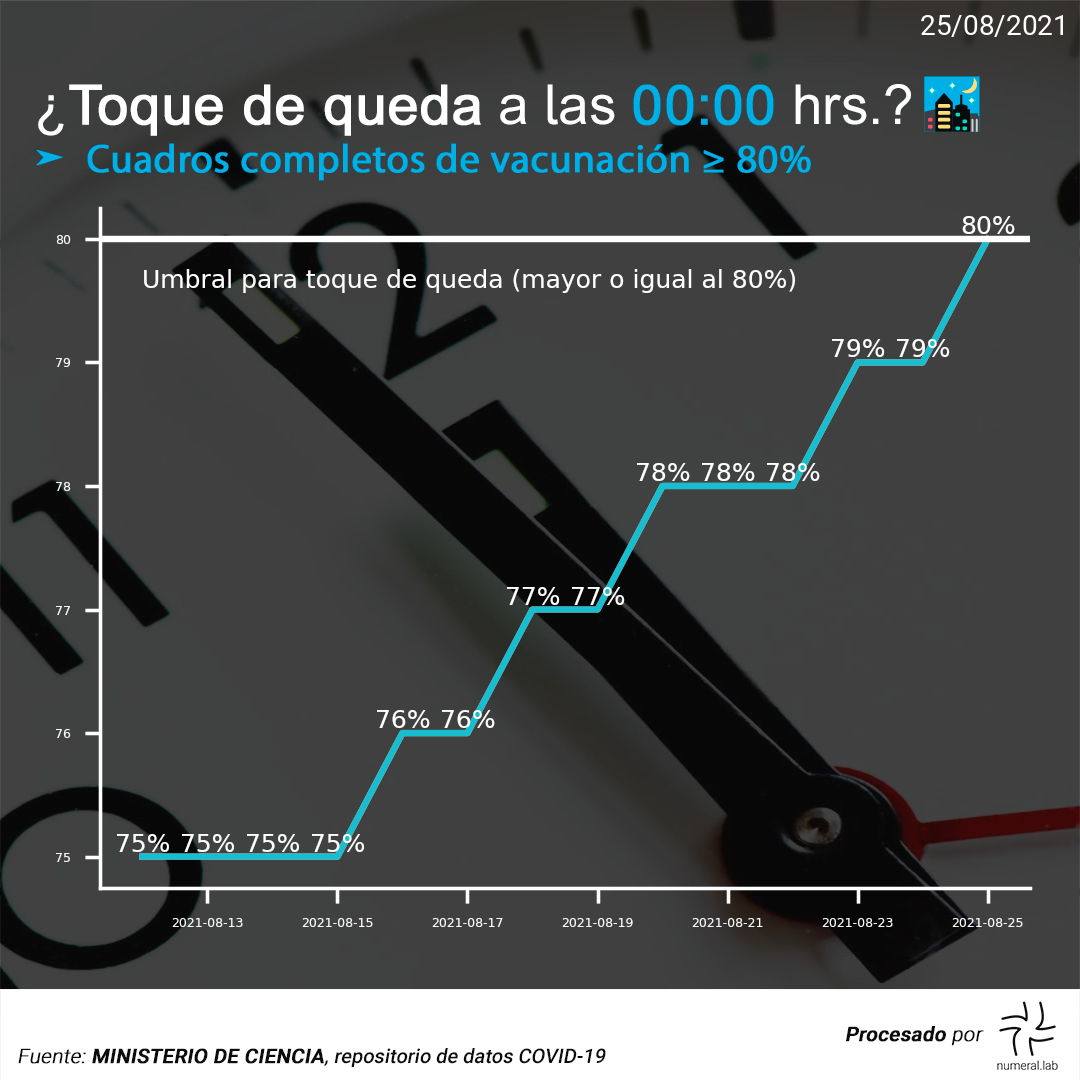 25/08/2021
¿Toque de queda a las 00:00 hrs.?
➤ Cuadros completos de vacunación ≥ 80%
80%
80
Umbral para toque de queda (mayor o igual al 80%)
79% 79%
79
78% 78% 78%
78
77% 77%
77
76% 76%
76
75% 75% 75% 75%
75
2021-08-13 2021-08-15 2021-08-17 2021-08-19 2021-08-21 2021-08-23 2021-08-25
12
1
11
Procesado por
numeral.lab
Fuente: MINISTERIO DE CIENCIA, repositorio de datos COVID-19